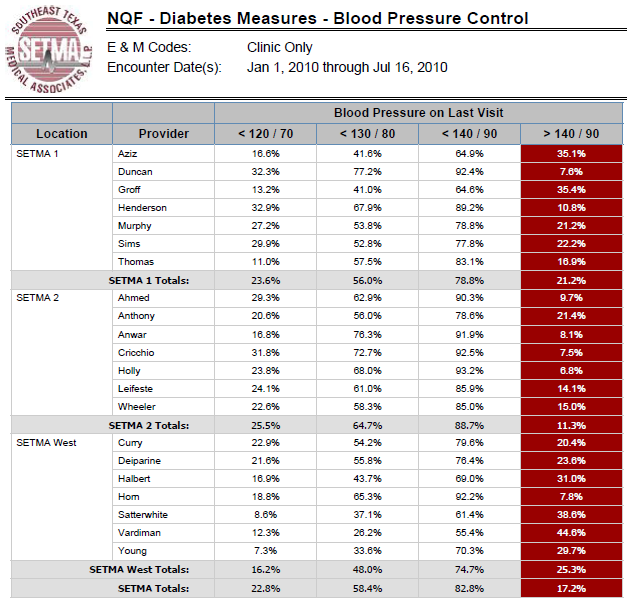 SOUTHEAST TEXAS
SETMA
MEDICAL ASSOCIATES, LLP
NQF - Diabetes Measures - Blood Pressure Control
E & M Codes: Clinic Only
Encounter Date(s): Jan 1, 2010 through Jul 16, 2010
Blood Pressure on Last Visit
Location Provider < 120 / 70 < 130 / 80 < 140 / 90 > 140 / 90
SETMA 1 Aziz 16.6% 41.6% 64.9% 35.1%
Duncan 32.3% 77.2% 92.4% 7.6%
Groff 13.2% 41.0% 64.6% 35.4%
Henderson 32.9% 67.9% 89.2% 10.8%
Murphy 27.2% 53.8% 78.8% 21.2%
Sims 29.9% 52.8% 77.8% 22.2%
Thomas 11.0% 57.5% 83.1% 16.9%
SETMA 1 Totals: 23.6% 56.0% 78.8% 21.2%
SETMA 2 Ahmed 29.3% 62.9% 90.3% 9.7%
Anthony 20.6% 56.0% 78.6% 21.4%
Anwar 16.8% 76.3% 91.9% 8.1%
Cricchio 31.8% 72.7% 92.5% 7.5%
Holly 23.8% 68.0% 93.2% 6.8%
Leifeste 24.1% 61.0% 85.9% 14.1%
Wheeler 22.6% 58.3% 85.0% 15.0%
SETMA 2 Totals: 25.5% 64.7% 88.7% 11.3%
SETMA West Curry 22.9% 54.2% 79.6% 20.4%
Deiparine 21.6% 55.8% 76.4% 23.6%
Halbert 16.9% 43.7% 69.0% 31.0%
Horn 18.8% 65.3% 92.2% 7.8%
Satterwhite 8.6% 37.1% 61.4% 38.6%
Vardiman 12.3% 26.2% 55.4% 44.6%
Young 7.3% 33.6% 70.3% 29.7%
SETMA West Totals: 16.2% 48.0% 74.7% 25.3%
SETMA Totals: 22.8% 58.4% 82.8% 17.2%